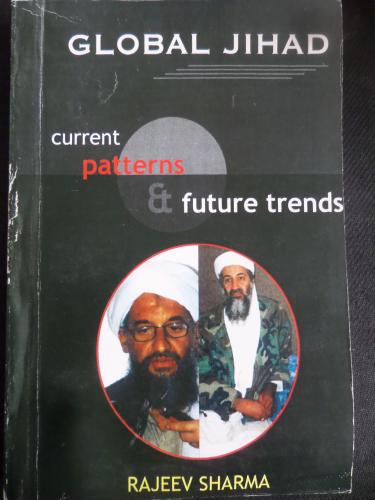 GLOBAL JIHAD
current
patterns
& future trends
RAJEEV SHARMA